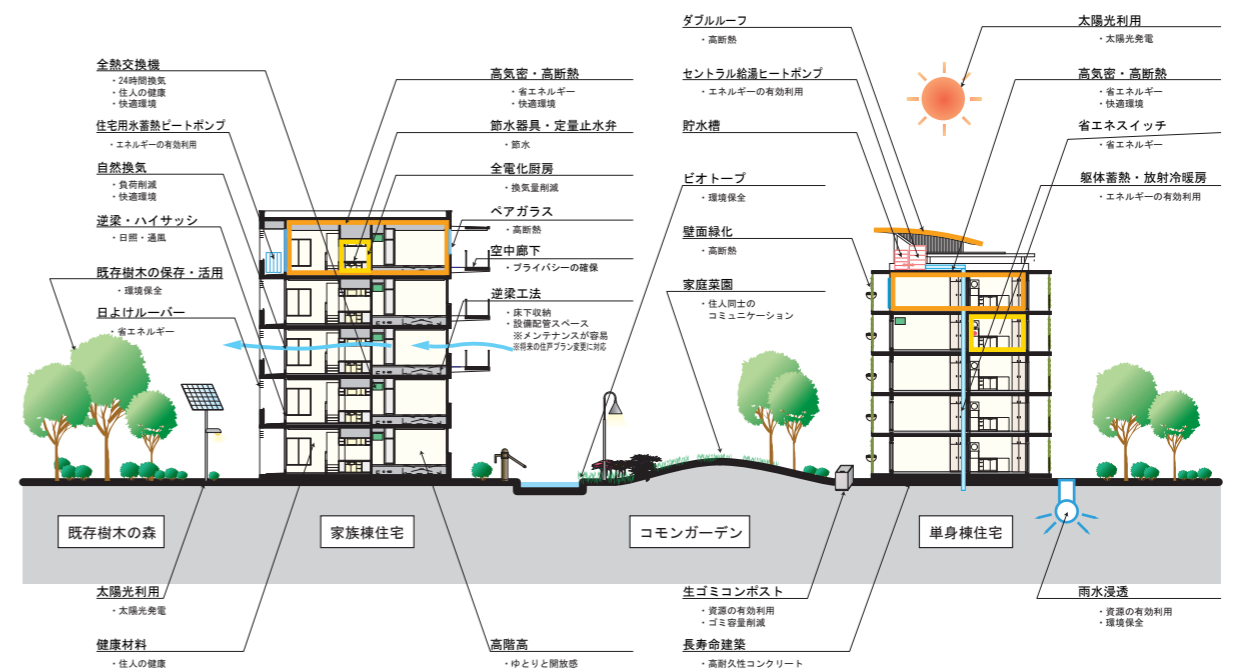 全熱交換機
・24時間換気
・住人の健康
・快適環境
住宅用氷蓄熱ヒートポンプ
・エネルギーの有効利用
自然換気
・負荷削減
・快適環境
逆梁・ハイサッシ
・日照・通風
既存樹木の保存・活用
・環境保全
日よけルーバー
・省エネルギー
高気密・高断熱
・省エネルギー
・快適環境
節水器具・定量止水弁
・節水
全電化厨房
・換気量削減
ペアガラス
・高断熱
空中廊下
・プライバシーの確保
逆梁工法
・床下収納
・設備配管スペース
※メンテナンスが容易
※将来の住戸プラン変更に対応
ダブルルーフ
・高断熱
セントラル給湯ヒートポンプ
・エネルギーの有効利用
貯水槽
ビオトープ
・環境保全
壁面緑化
・高断熱
家庭菜園
・住人同士の
コミュニケーション
太陽光利用
・太陽光発電
高気密・高断熱
・省エネルギー
・快適環境
省エネスイッチ
・省エネルギー
躯体蓄熱・放射冷暖房
・エネルギーの有効利用
既存樹木の森
家族棟住宅
コモンガーデン
単身棟住宅
太陽光利用
・太陽光発電
健康材料
・住人の健康
高階高
・ゆとりと開放感
生ゴミコンポスト
・資源の有効利用
・ゴミ容量削減
長寿命建築
・高耐久性コンクリート
雨水浸透
・資源の有効利用
・環境保全